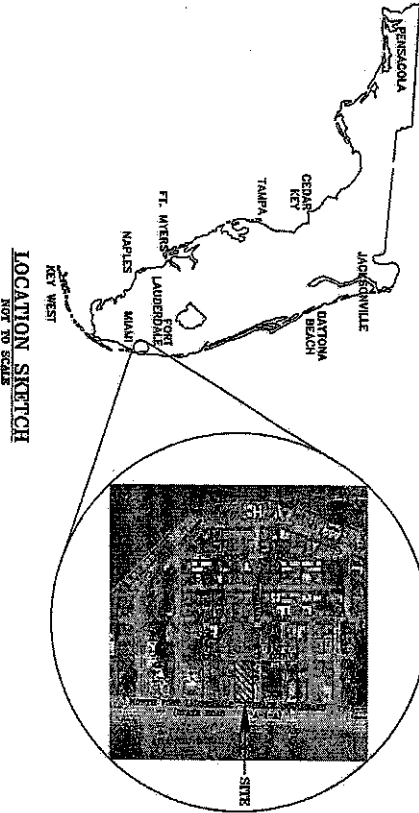 PENSACOLA
JACKSONVILLE
CEDAR
KEY
DAYTONA
BEACH
TAMPA
FT. MYERS
FORT
LAUDERDALE
NAPLES
MIAMI
KEY WEST
SITE
LOCATION SKETCH
NOT TO SCALE